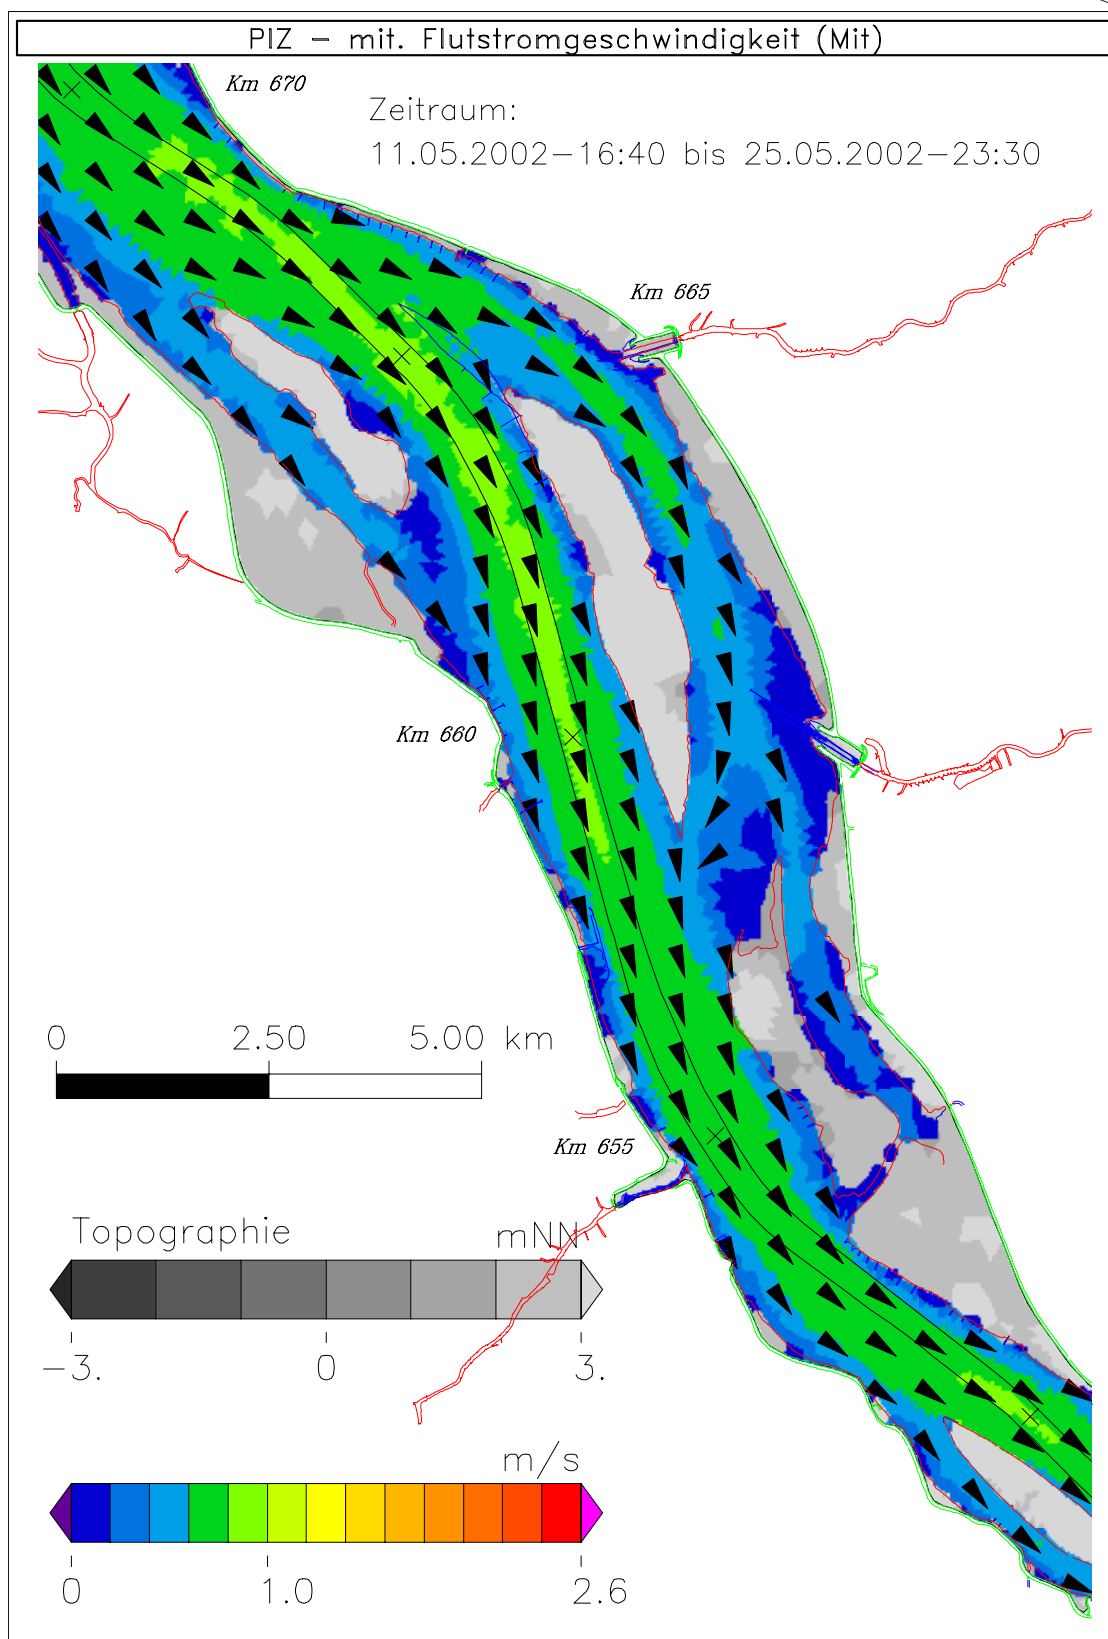 PIZ – mit. Flutstromgeschwindigkeit (Mit)
Km 670
Zeitraum:
11.05.2002–16:40 bis 25.05.2002–23:30
Km 665
Km 660
0 2.50 5.00 km
Km 655
Topographie mNN
–3. 0 3.
m/s
0 1.0 2.6